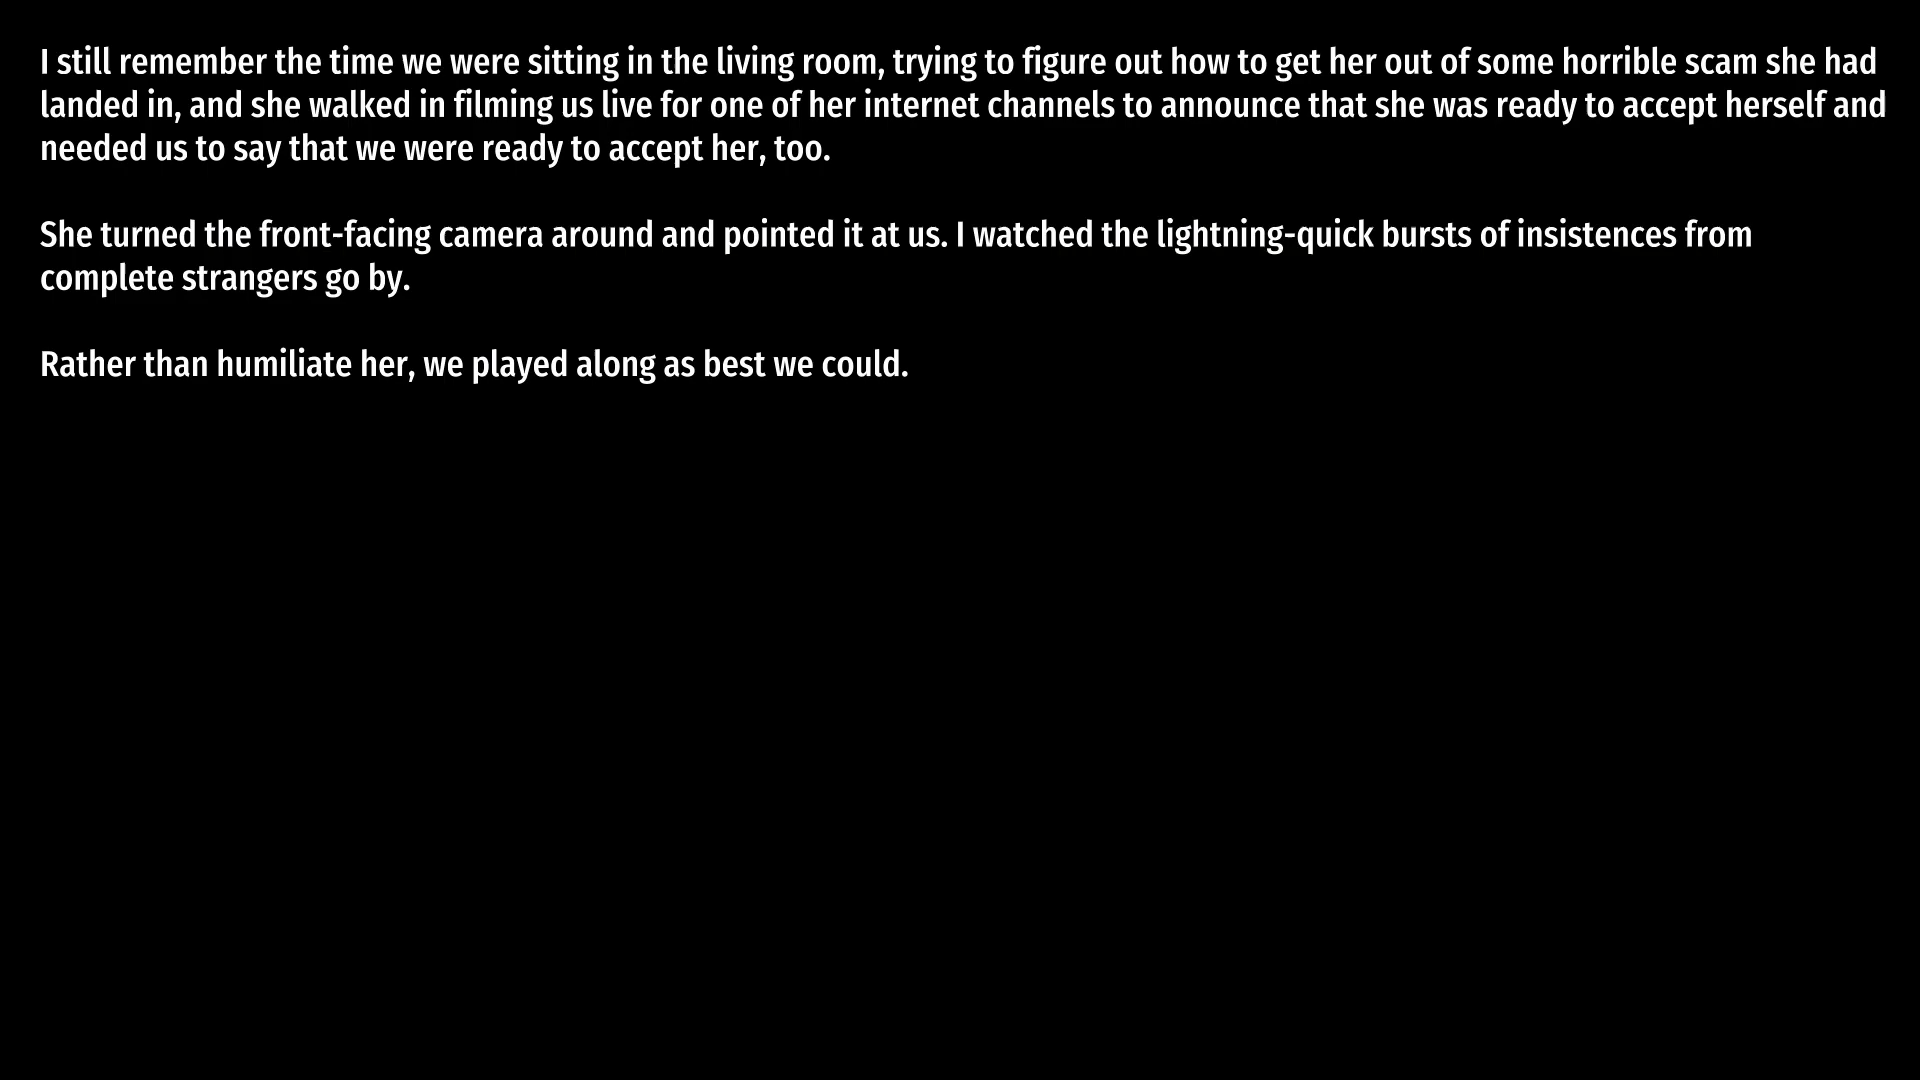 I still remember the time we were sitting in the living room, trying to figure out how to get her out of some horrible scam she had
landed in, and she walked in filming us live for one of her internet channels to announce that she was ready to accept herself and
needed us to say that we were ready to accept her, too.
She turned the front-facing camera around and pointed it at us. I watched the lightning-quick bursts of insistences from
complete strangers go by.
Rather than humiliate her, we played along as best we could.